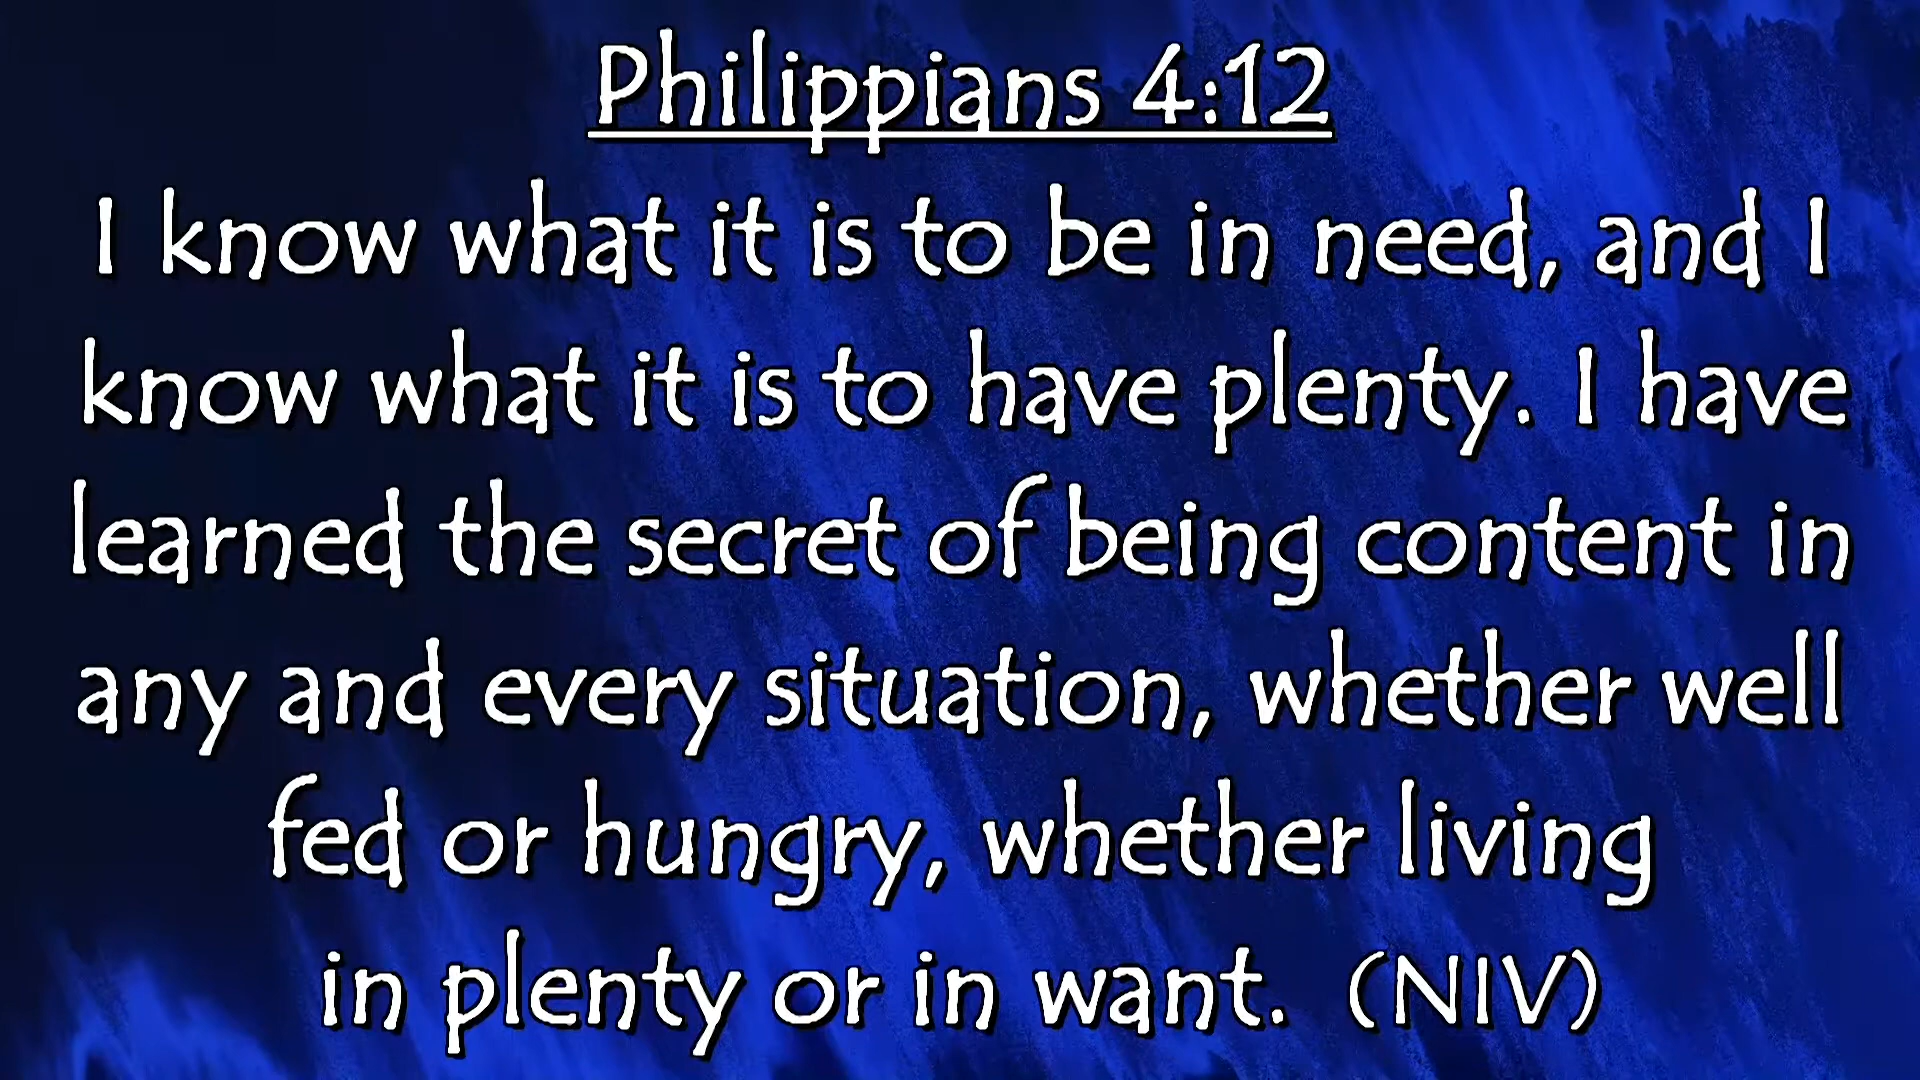 Philippians 4:12
I know what it is to be in need, and I
know what it is to have plenty. I have
learned the secret of being content in
any and every situation, whether well
fed or hungry, whether living
in plenty or in want. (NIV)